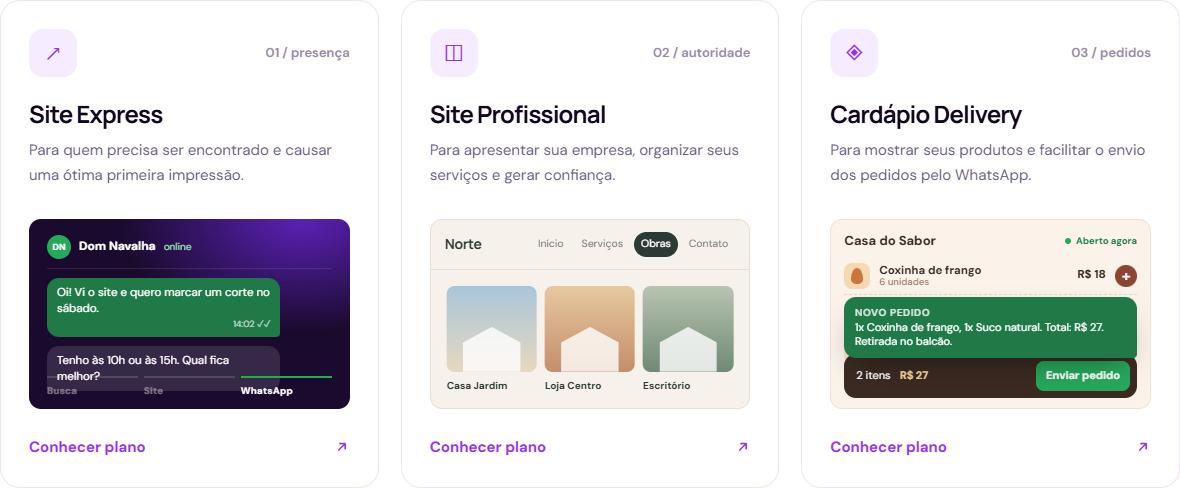 01 / presença
Site Express
Para quem precisa ser encontrado e causar
uma ótima primeira impressão.
DN
Dom Navalha online
Oi! Vi o site e quero marcar um corte no
sábado.
14:02 ✓✓
Tenho às 10h ou às 15h. Qual fica
melhor?
Busca Site WhatsApp
Conhecer plano
02 / autoridade
Site Profissional
Para apresentar sua empresa, organizar seus
serviços e gerar confiança.
Norte Início Serviços Obras Contato
Casa Jardim Loja Centro Escritório
Conhecer plano
03 / pedidos
Cardápio Delivery
Para mostrar seus produtos e facilitar o envio
dos pedidos pelo WhatsApp.
Casa do Sabor Aberto agora
Coxinha de frango R$ 18 +
6 unidades
NOVO PEDIDO
1x Coxinha de frango, 1x Suco natural. Total: R$ 27.
Retirada no balcão.
2 itens R$ 27 Enviar pedido
Conhecer plano